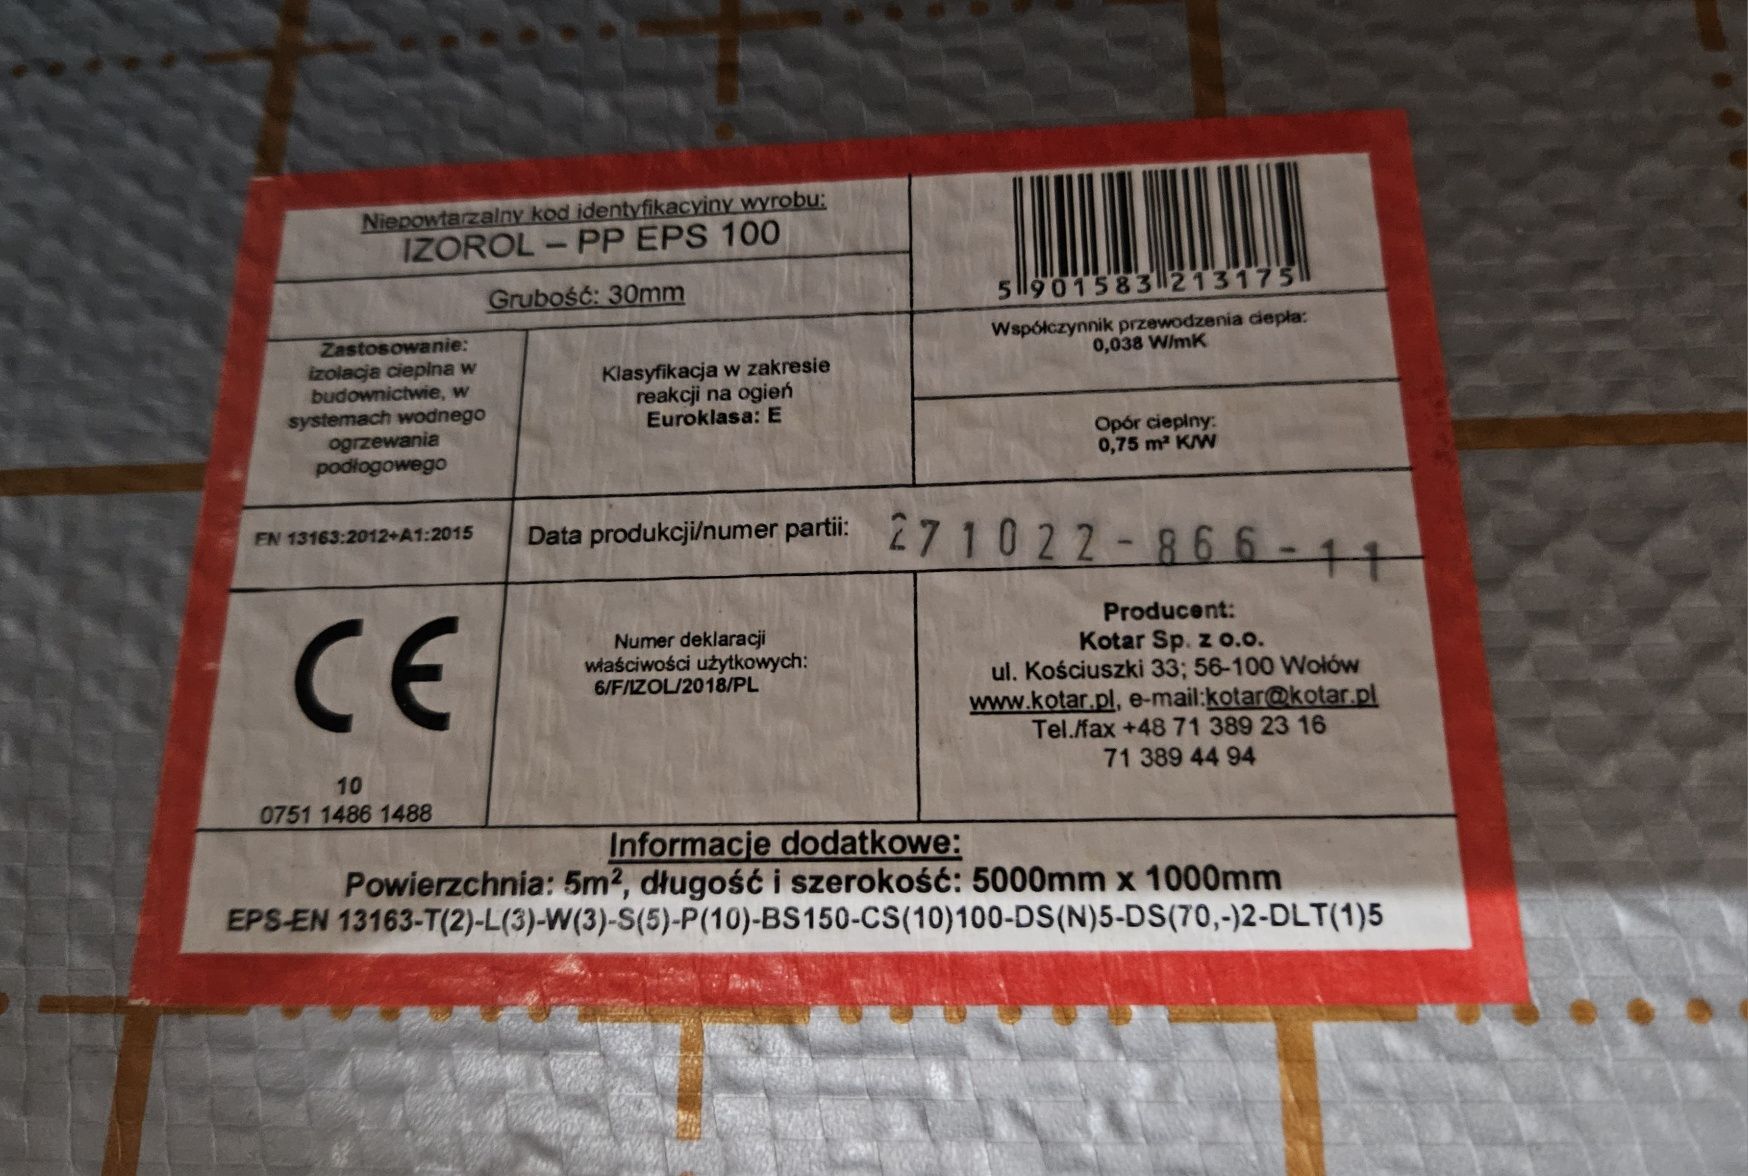 Niepowtarzalny kod identyfikacyjny wyrobu:
IZOROL – PP EPS 100
5 901583 213175
Grubość: 30mm
Zastosowanie:
izolacja cieplna w
budownictwie, w
systemach wodnego
ogrzewania
podłogowego
Klasyfikacja w zakresie
reakcji na ogień
Euroklasa: E
Współczynnik przewodzenia ciepła:
0,038 W/mK
Opór cieplny:
0,75 m² K/W
EN 13163:2012+A1:2015
Data produkcji/numer partii: 271022-866-11
CE
10
0751 1486 1488
Numer deklaracji
właściwości użytkowych:
6/F/IZOL/2018/PL
Producent:
Kotar Sp. z o.o.
ul. Kościuszki 33; 56-100 Wołów
www.kotar.pl, e-mail:kotar@kotar.pl
Tel./fax +48 71 389 23 16
71 389 44 94
Informacje dodatkowe:
Powierzchnia: 5m², długość i szerokość: 5000mm x 1000mm
EPS-EN 13163-T(2)-L(3)-W(3)-S(5)-P(10)-BS150-CS(10)100-DS(N)5-DS(70,-)2-DLT(1)5